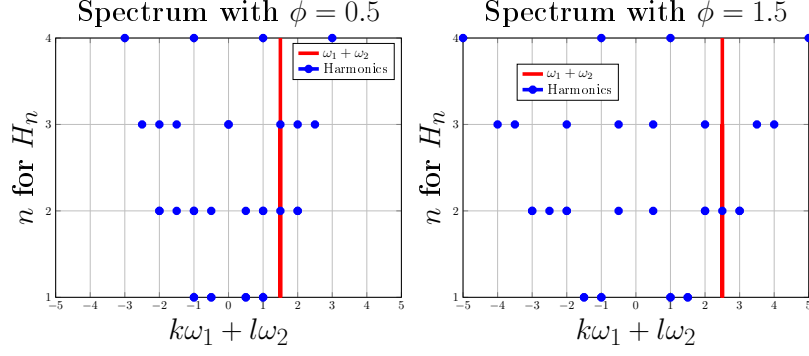 Spectrum with $\phi = 0.5$
ω₁ + ω₂
Harmonics
n for Hₙ
4
3
2
1
−5 −4 −3 −2 −1 0 1 2 3 4 5
kω₁ + lω₂
Spectrum with $\phi = 1.5$
ω₁ + ω₂
Harmonics
n for Hₙ
4
3
2
1
−5 −4 −3 −2 −1 0 1 2 3 4 5
kω₁ + lω₂